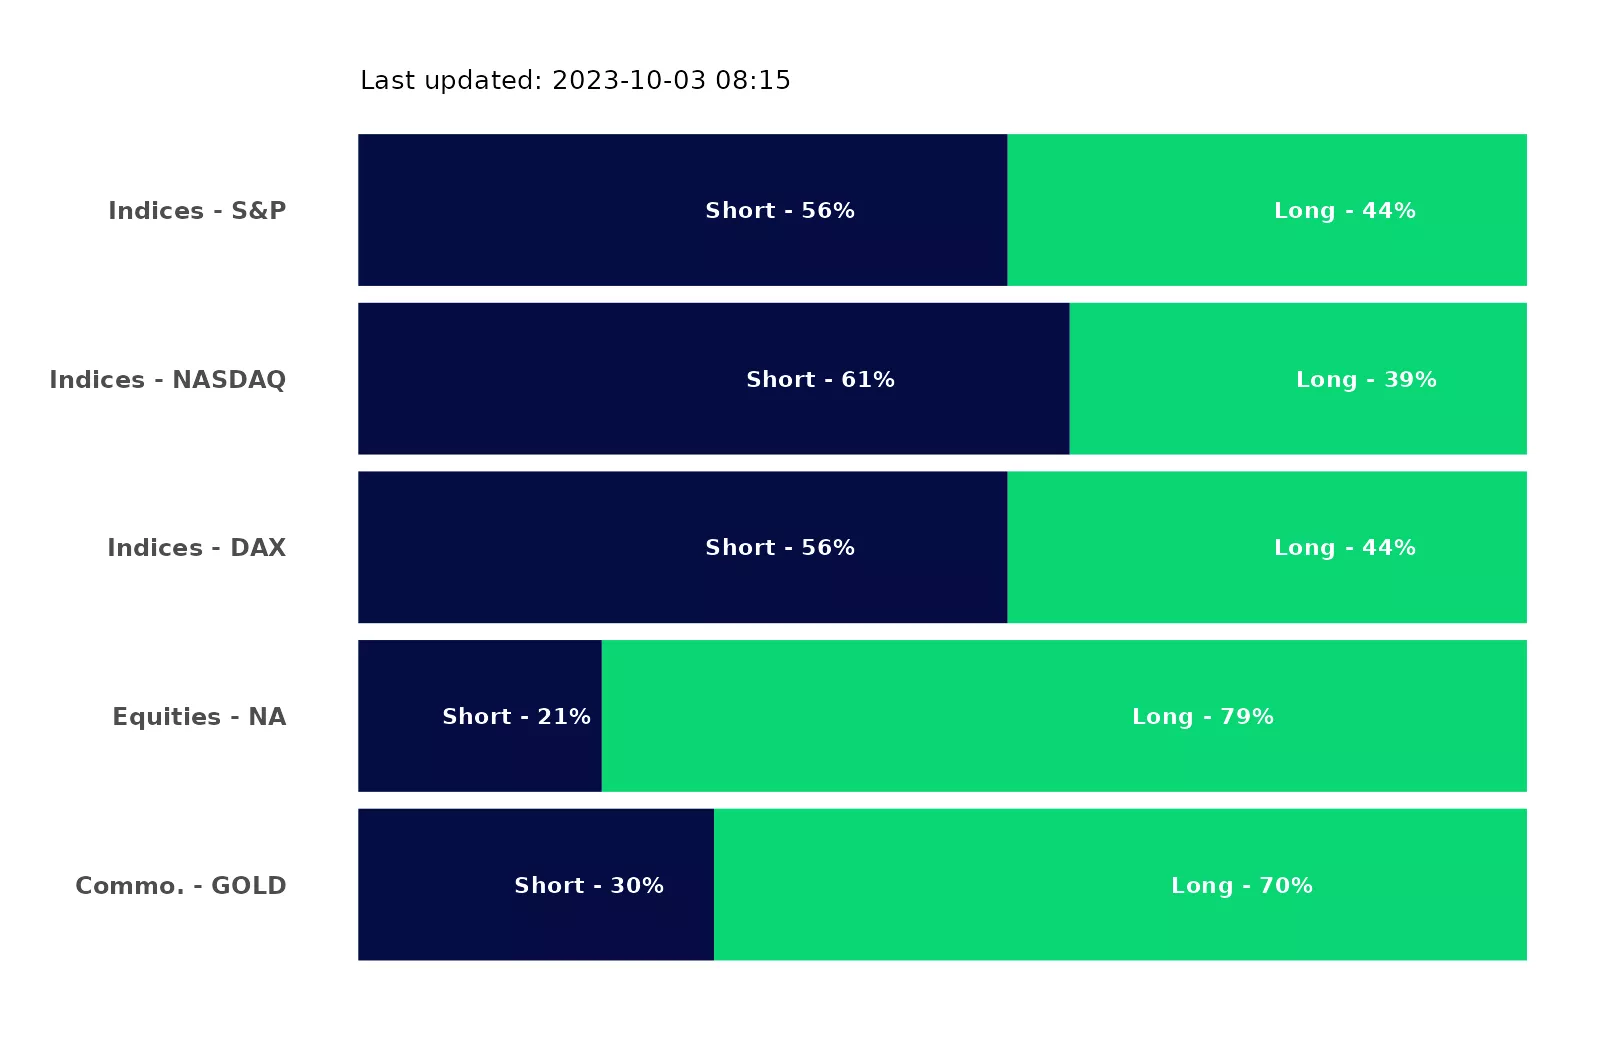 Last updated: 2023-10-03 08:15
Indices - S&P
Short - 56%
Long - 44%
Indices - NASDAQ
Short - 61%
Long - 39%
Indices - DAX
Short - 56%
Long - 44%
Equities - NA
Short - 21%
Long - 79%
Commo. - GOLD
Short - 30%
Long - 70%